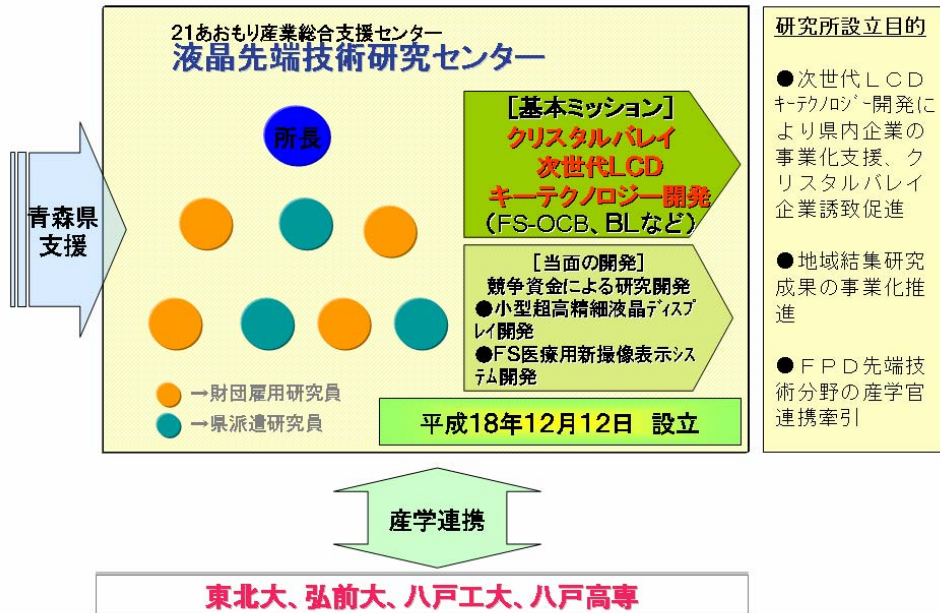 21あおもり産業総合支援センター
液晶先端技術研究センター
所長
青森県
支援
[基本ミッション]
クリスタルバレイ
次世代LCD
キーテクノロジー開発
(FS-OCB、BLなど)
[当面の開発]
競争資金による研究開発
●小型超高精細液晶ディスプ
レイ開発
●FS医療用新撮像表示シス
テム開発
→財団雇用研究員
→県派遣研究員
平成18年12月12日 設立
研究所設立目的
●次世代LCD
キーテクノロジー開発に
より県内企業の
事業化支援、ク
リスタルバレイ
企業誘致促進
●地域結集研究
成果の事業化推
進
●FPD先端技
術分野の産学官
連携牽引
産学連携
東北大、弘前大、八戸工大、八戸高専